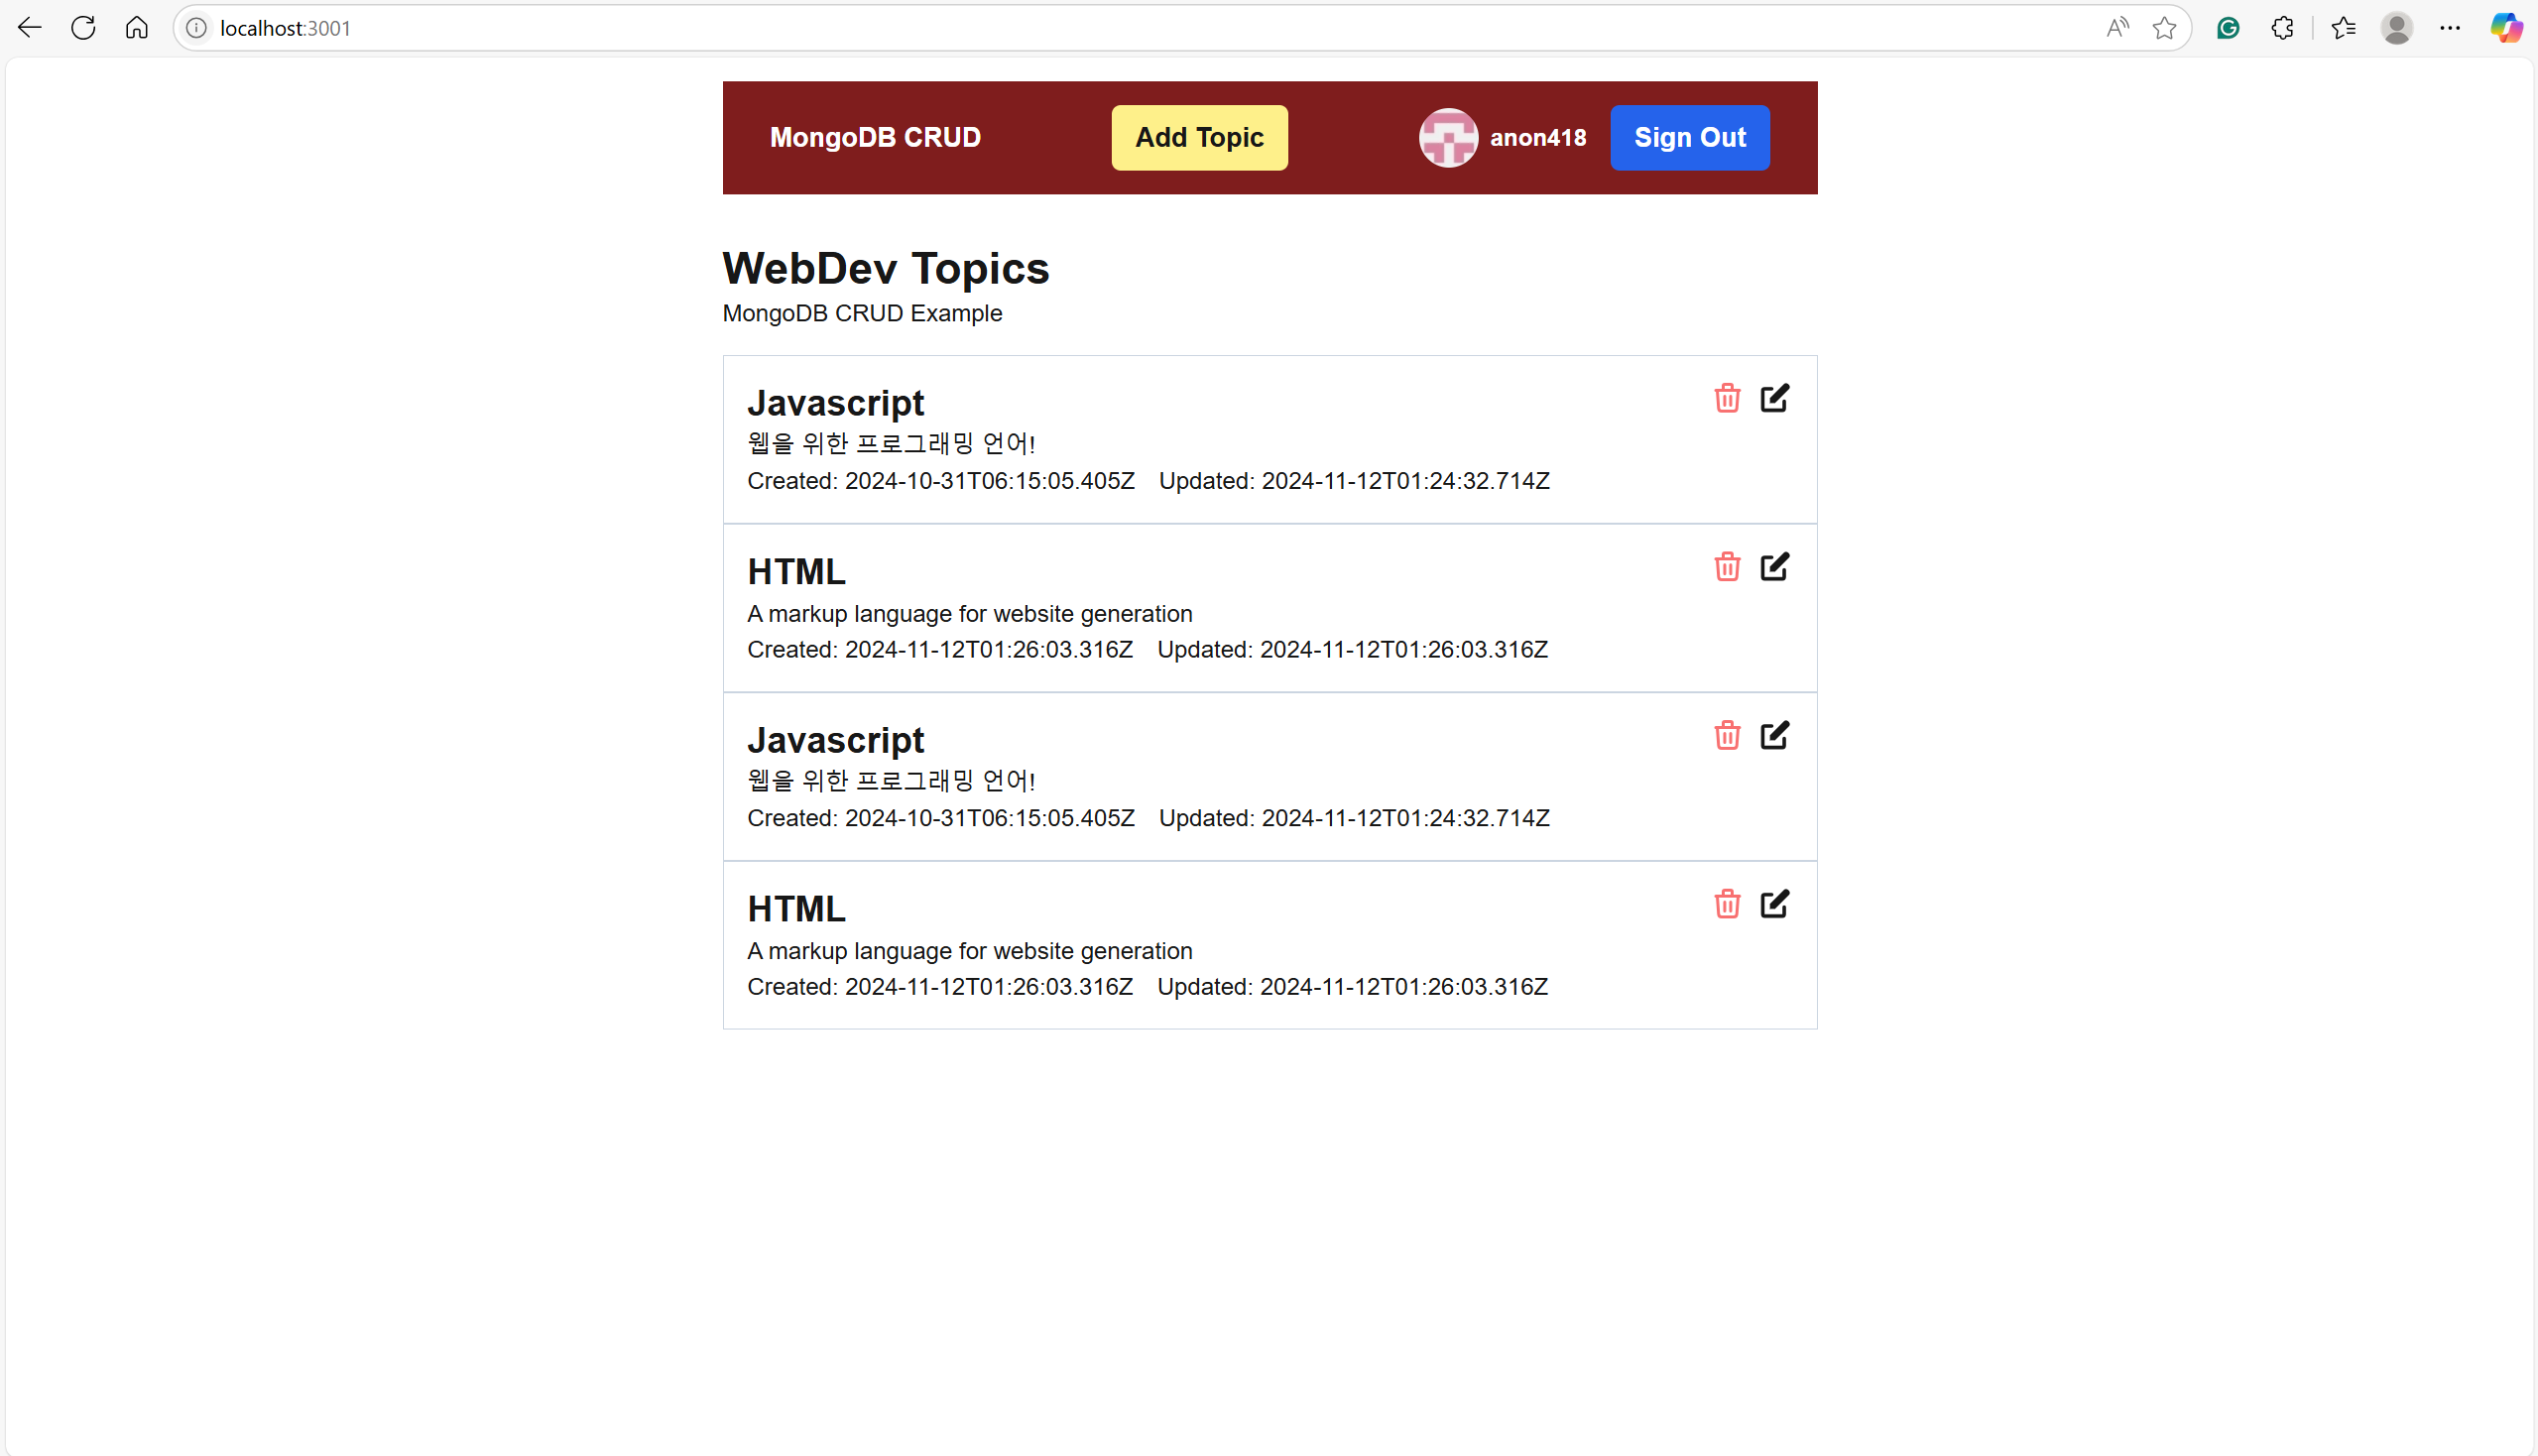 localhost:3001
MongoDB CRUD Add Topic anon418 Sign Out
WebDev Topics
MongoDB CRUD Example
Javascript
웹을 위한 프로그래밍 언어!
Created: 2024-10-31T06:15:05.405Z Updated: 2024-11-12T01:24:32.714Z
HTML
A markup language for website generation
Created: 2024-11-12T01:26:03.316Z Updated: 2024-11-12T01:26:03.316Z
Javascript
웹을 위한 프로그래밍 언어!
Created: 2024-10-31T06:15:05.405Z Updated: 2024-11-12T01:24:32.714Z
HTML
A markup language for website generation
Created: 2024-11-12T01:26:03.316Z Updated: 2024-11-12T01:26:03.316Z